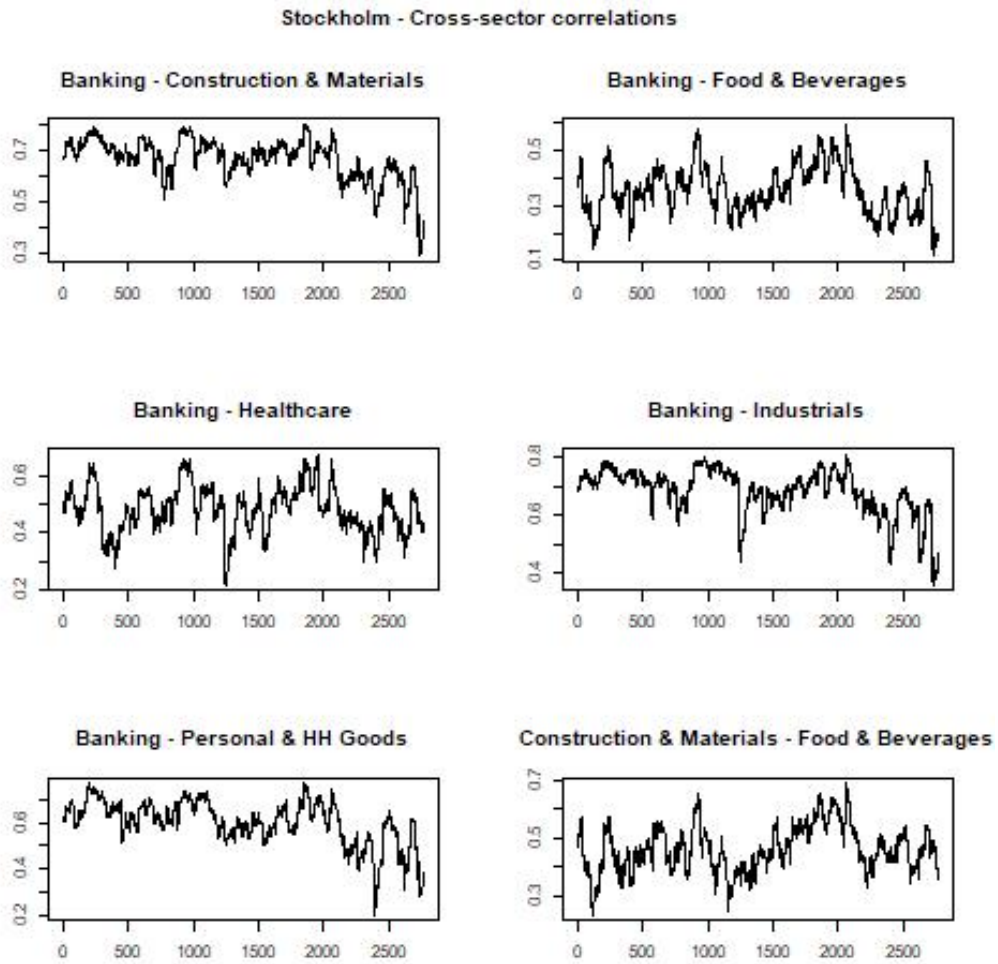 Stockholm - Cross-sector correlations
Banking - Construction & Materials
0.7
0.5
0.3
0 500 1000 1500 2000 2500
Banking - Food & Beverages
0.5
0.3
0.1
0 500 1000 1500 2000 2500
Banking - Healthcare
0.6
0.4
0.2
0 500 1000 1500 2000 2500
Banking - Industrials
0.8
0.6
0.4
0 500 1000 1500 2000 2500
Banking - Personal & HH Goods
0.6
0.4
0.2
0 500 1000 1500 2000 2500
Construction & Materials - Food & Beverages
0.7
0.5
0.3
0 500 1000 1500 2000 2500